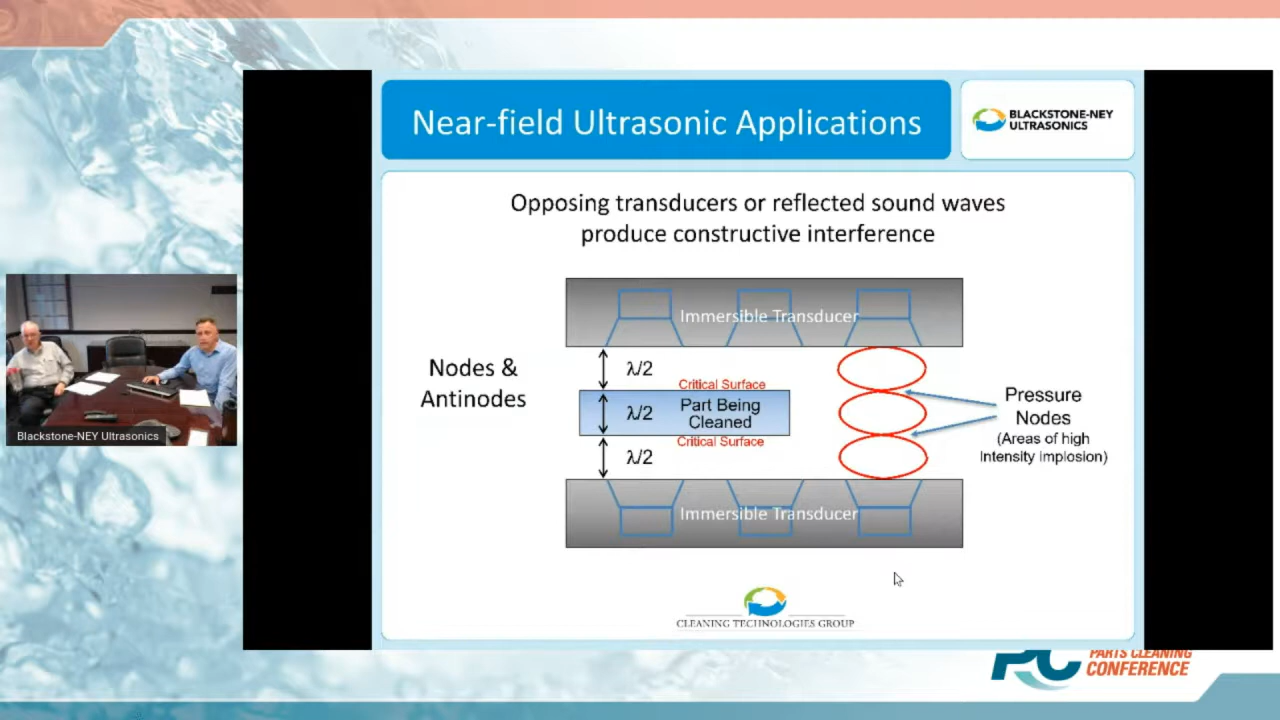 Near-field Ultrasonic Applications
BLACKSTONE-NEY
ULTRASONICS
Opposing transducers or reflected sound waves
produce constructive interference
Immersible Transducer
Nodes &
Antinodes
λ/2
Critical Surface
λ/2
Part Being
Cleaned
Critical Surface
λ/2
Pressure
Nodes
(Areas of high
Intensity implosion)
Immersible Transducer
CLEANING TECHNOLOGIES GROUP
Blackstone-NEY Ultrasonics
PC
PARTS CLEANING
CONFERENCE